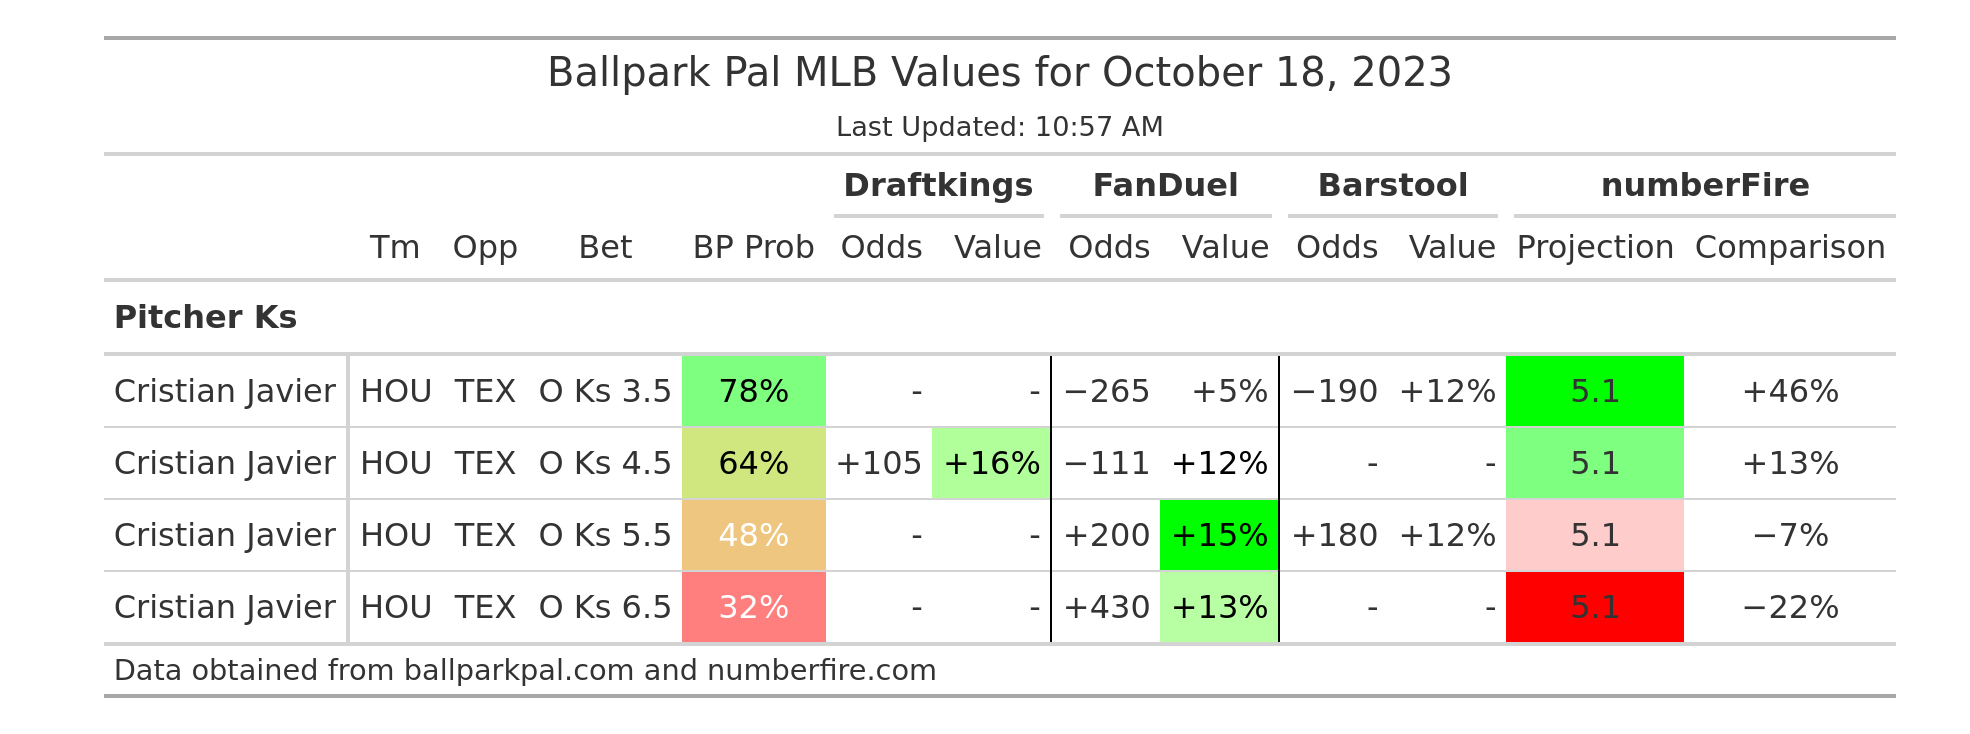 Ballpark Pal MLB Values for October 18, 2023
Last Updated: 10:57 AM
Draftkings FanDuel Barstool numberFire
Tm Opp Bet BP Prob Odds Value Odds Value Odds Value Projection Comparison
Pitcher Ks
Cristian Javier HOU TEX O Ks 3.5 78% - - −265 +5% −190 +12% 5.1 +46%
Cristian Javier HOU TEX O Ks 4.5 64% +105 +16% −111 +12% - - 5.1 +13%
Cristian Javier HOU TEX O Ks 5.5 48% - - +200 +15% +180 +12% 5.1 −7%
Cristian Javier HOU TEX O Ks 6.5 32% - - +430 +13% - - 5.1 −22%
Data obtained from ballparkpal.com and numberfire.com